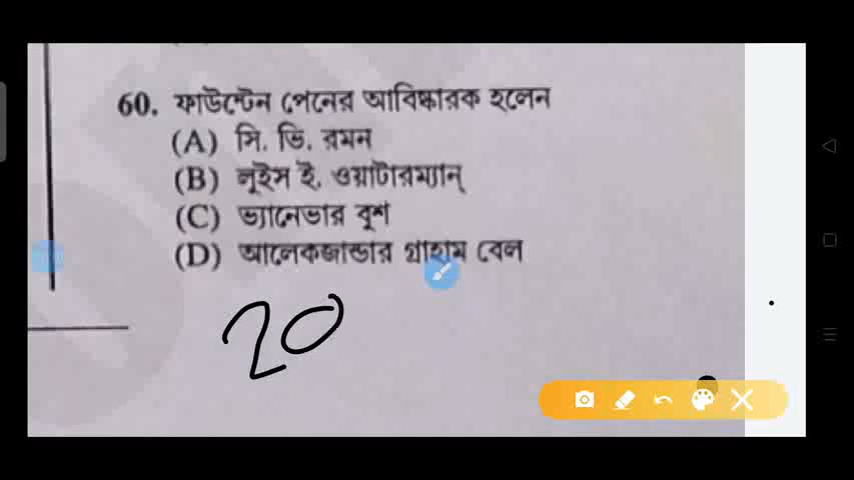 60. ফাউন্টেন পেনের আবিষ্কারক হলেন
(A) সি. ভি. রমন
(B) লুইস ই. ওয়াটারম্যান্
(C) ভ্যানেভার বুশ
(D) আলেকজান্ডার গ্রাহাম বেল
20